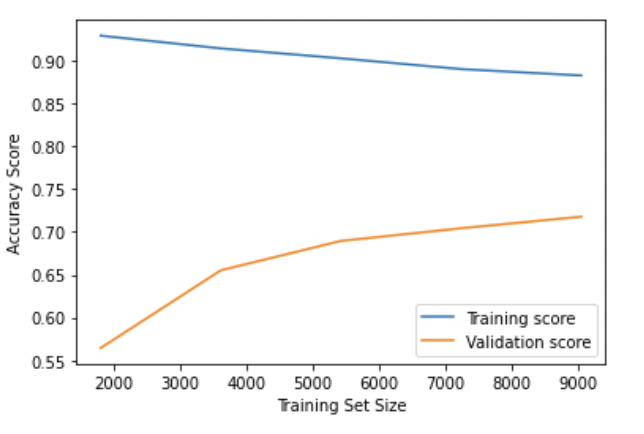 0.90
0.85
0.80
0.75
0.70
0.65
0.60
0.55
Accuracy Score
Training score
Validation score
2000 3000 4000 5000 6000 7000 8000 9000
Training Set Size